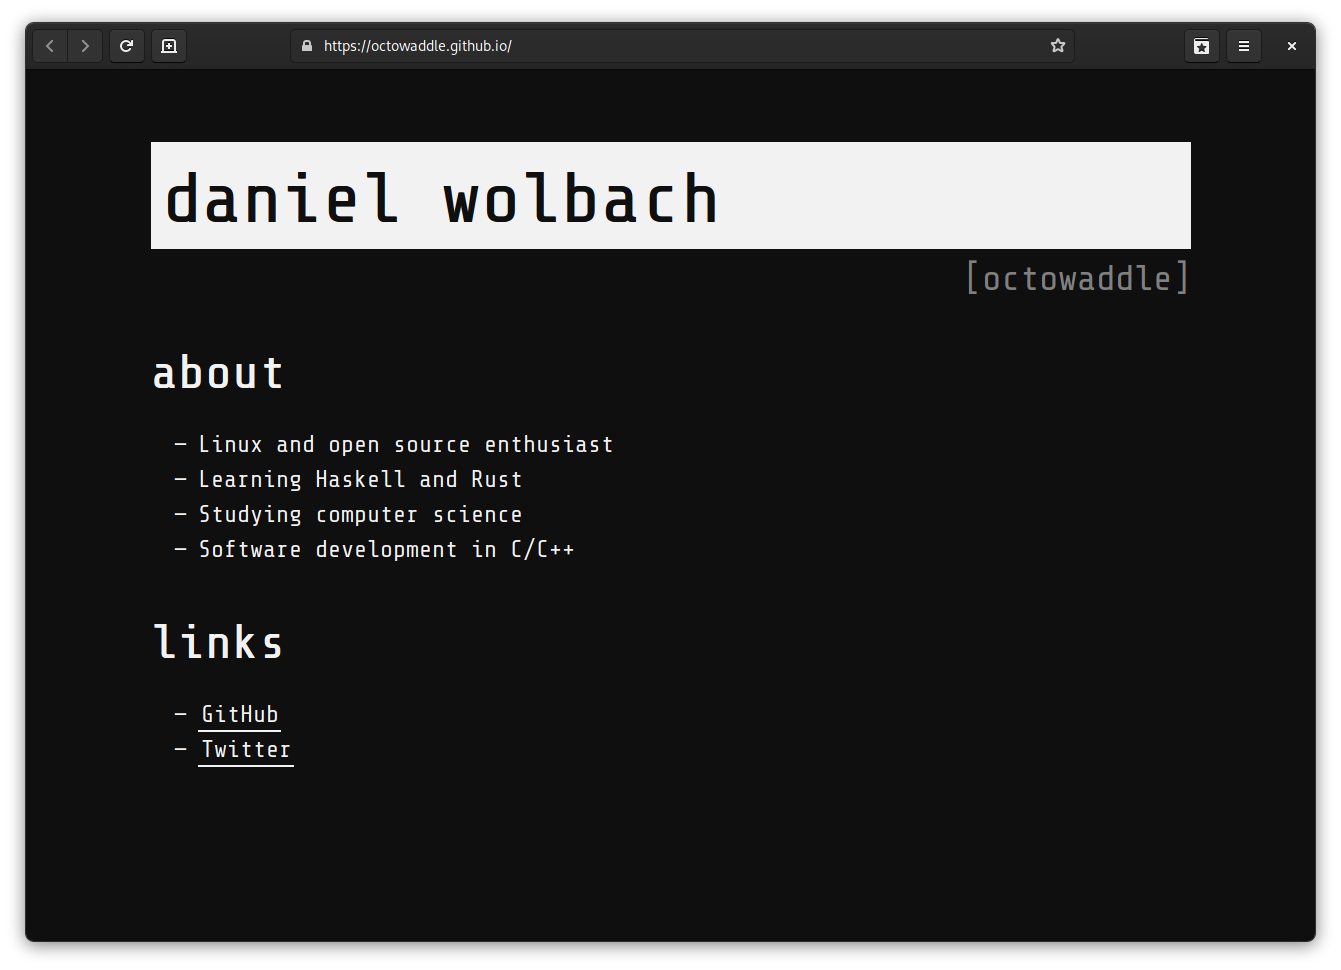 https://octowaddle.github.io/
daniel wolbach
[octowaddle]
about
– Linux and open source enthusiast
– Learning Haskell and Rust
– Studying computer science
– Software development in C/C++
links
– GitHub
– Twitter